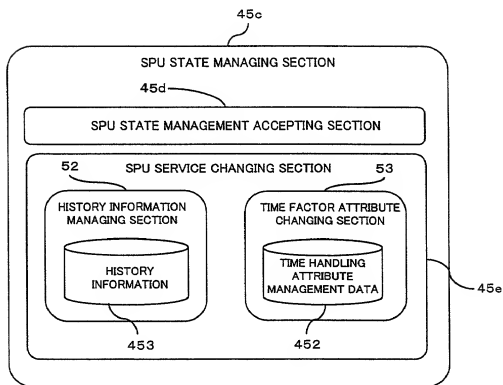 45c
SPU STATE MANAGING SECTION
45d
SPU STATE MANAGEMENT ACCEPTING SECTION
SPU SERVICE CHANGING SECTION
52
HISTORY INFORMATION
MANAGING SECTION
HISTORY
INFORMATION
453
53
TIME FACTOR ATTRIBUTE
CHANGING SECTION
TIME HANDLING
ATTRIBUTE
MANAGEMENT DATA
452
45e